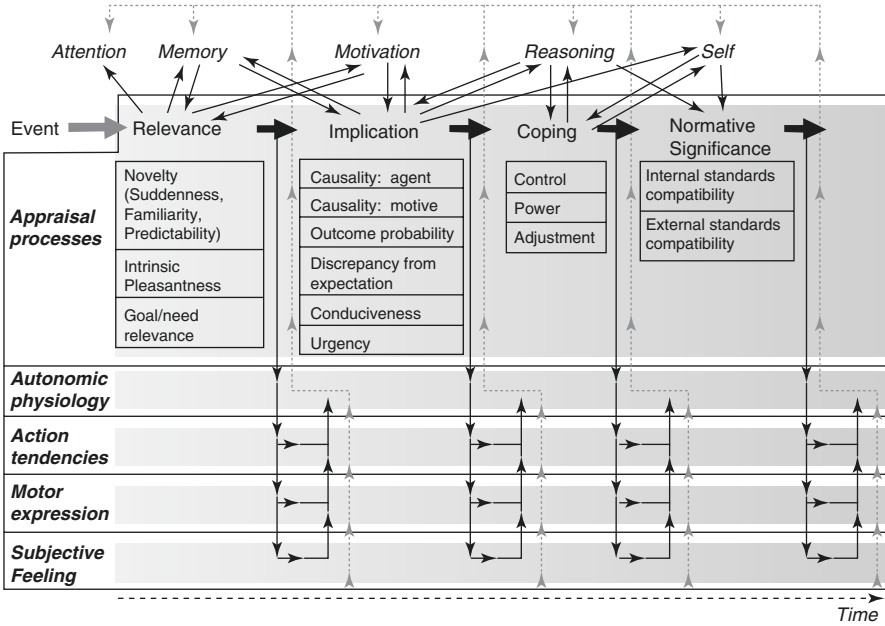 Attention Memory Motivation Reasoning Self
Event Relevance Implication Coping Normative
Significance
Appraisal
processes
Novelty
(Suddenness,
Familiarity,
Predictability)
Intrinsic
Pleasantness
Goal/need
relevance
Causality: agent
Causality: motive
Outcome probability
Discrepancy from
expectation
Conduciveness
Urgency
Control
Power
Adjustment
Internal standards
compatibility
External standards
compatibility
Autonomic
physiology
Action
tendencies
Motor
expression
Subjective
Feeling
Time